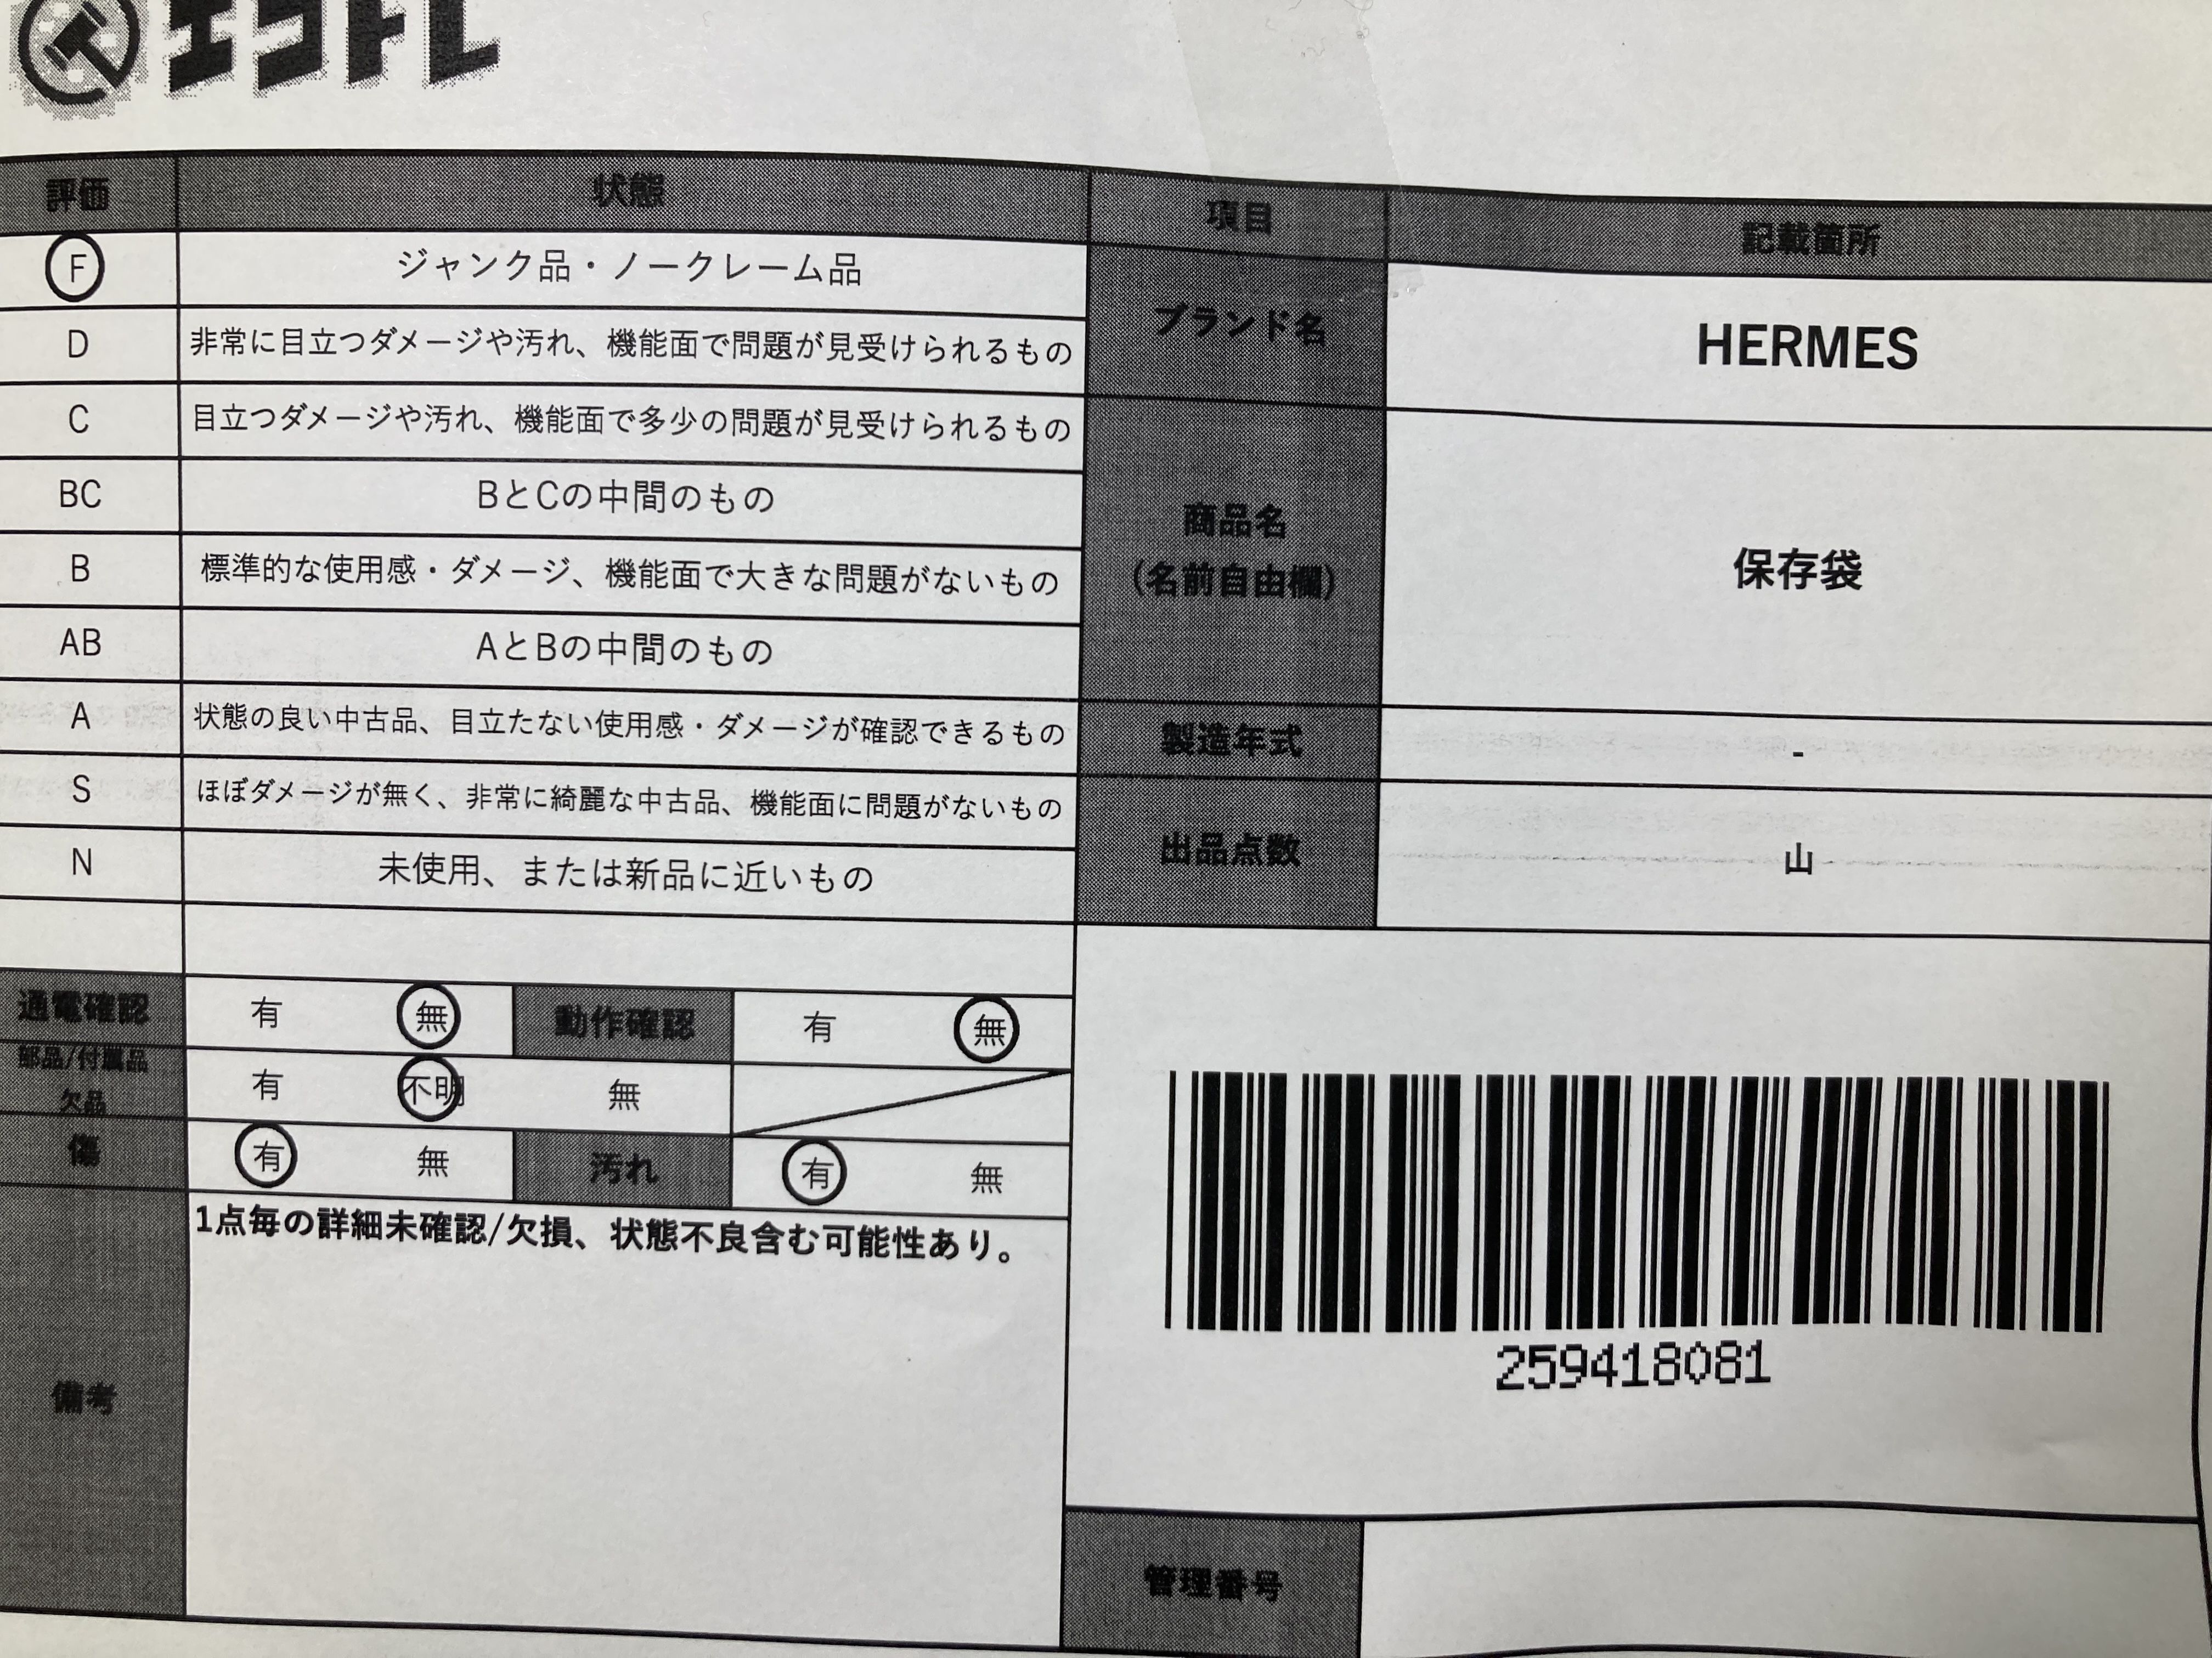 エコトレ
評価 状態
F ジャンク品・ノークレーム品
D 非常に目立つダメージや汚れ、機能面で問題が見受けられるもの
C 目立つダメージや汚れ、機能面で多少の問題が見受けられるもの
BC BとCの中間のもの
B 標準的な使用感・ダメージ、機能面で大きな問題がないもの
AB AとBの中間のもの
A 状態の良い中古品、目立たない使用感・ダメージが確認できるもの
S ほぼダメージが無く、非常に綺麗な中古品、機能面に問題がないもの
N 未使用、または新品に近いもの
通電確認 有 無 動作確認 有 無
部品/付属品
欠品 有 不明 無
傷 有 無 汚れ 有 無
備考 1点毎の詳細未確認/欠損、状態不良含む可能性あり。
項目 記載箇所
ブランド名 HERMES
商品名
(名前自由欄) 保存袋
製造年式 -
出品点数 山
259418081
管理番号